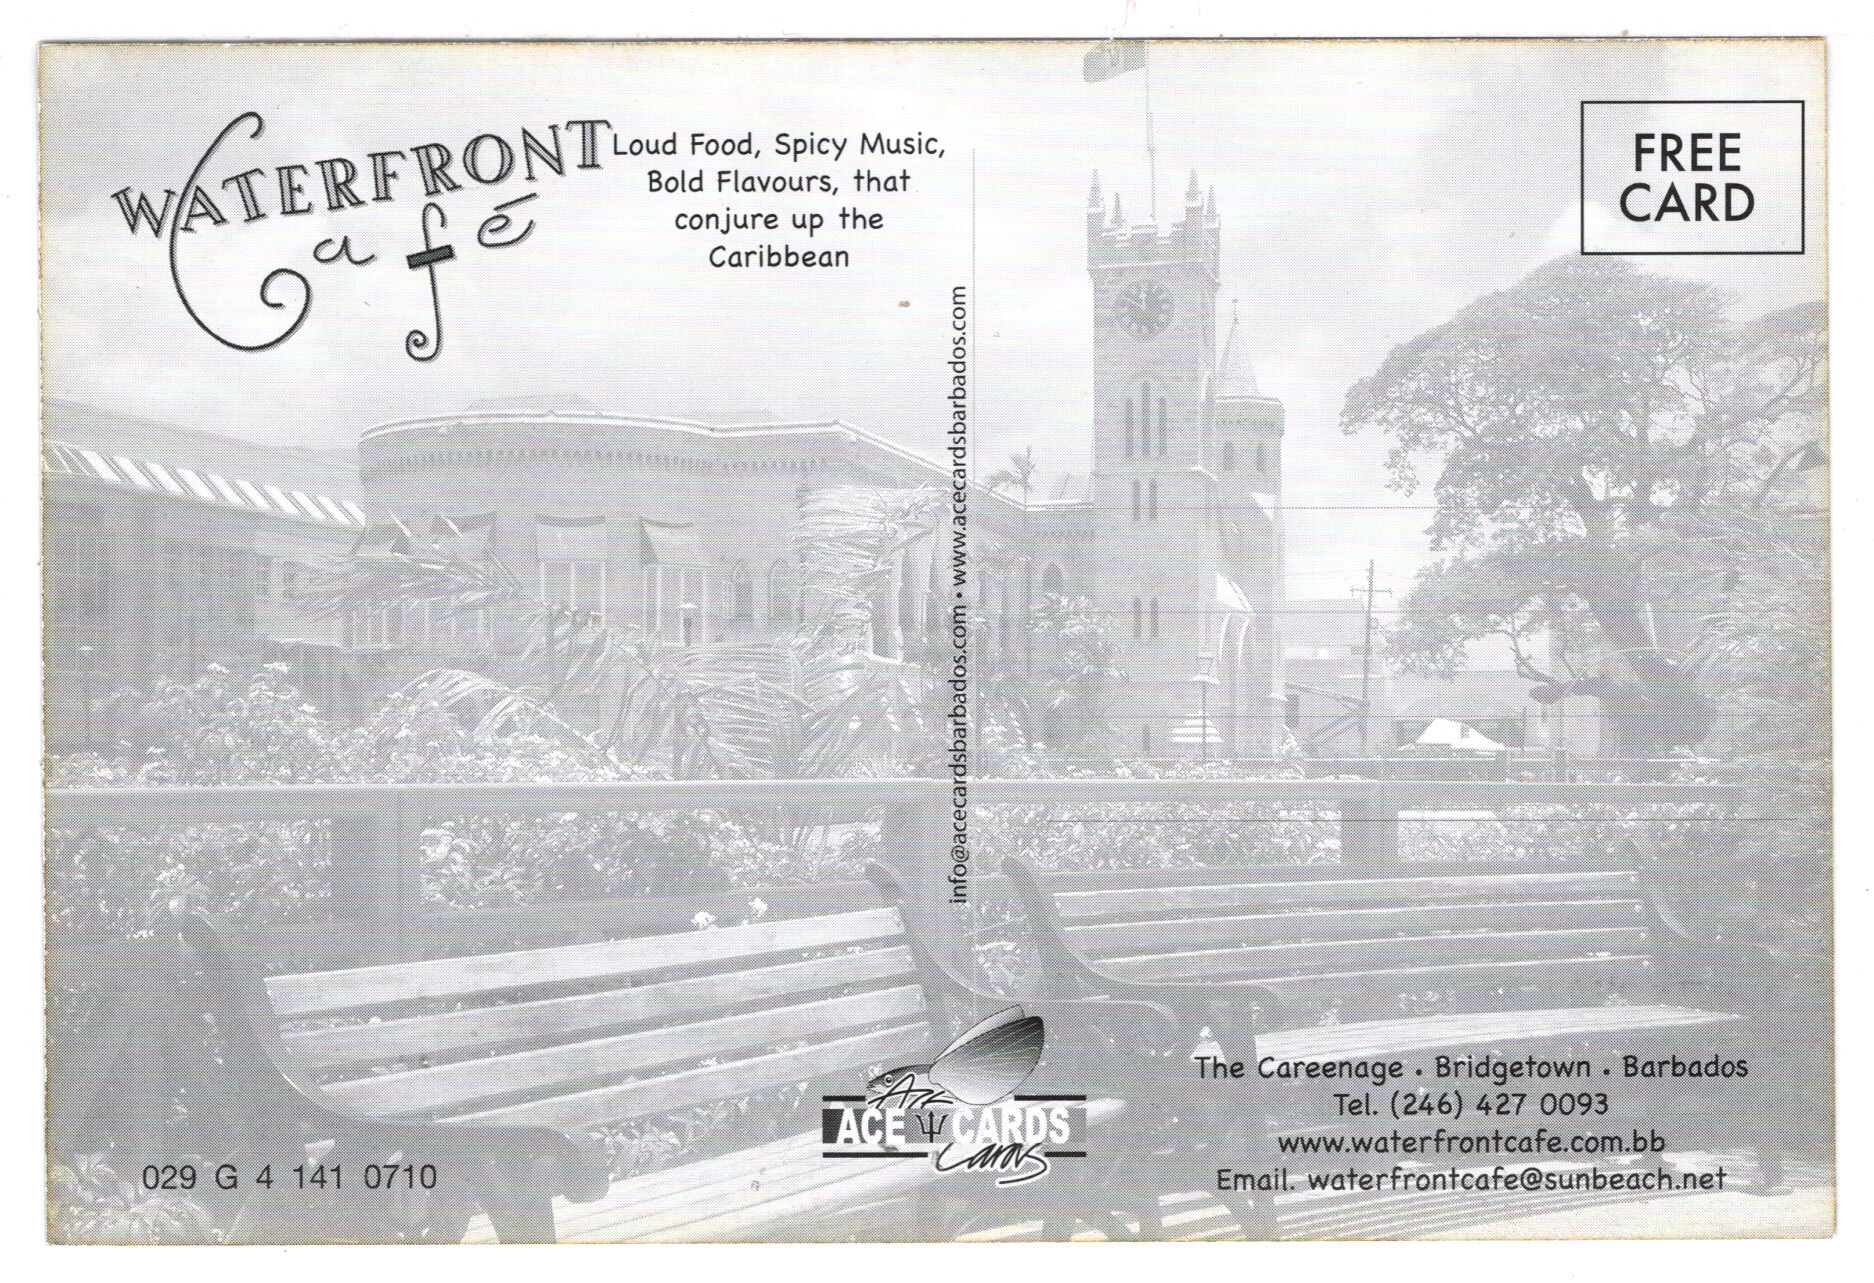 WATERFRONT
Café
Loud Food, Spicy Music,
Bold Flavours, that
conjure up the
Caribbean
FREE
CARD
info@acecardsbarbados.com • www.acecardsbarbados.com
Ace
ACE CARDS
Cards
The Careenage . Bridgetown . Barbados
Tel. (246) 427 0093
www.waterfrontcafe.com.bb
Email. waterfrontcafe@sunbeach.net
029 G 4 141 0710